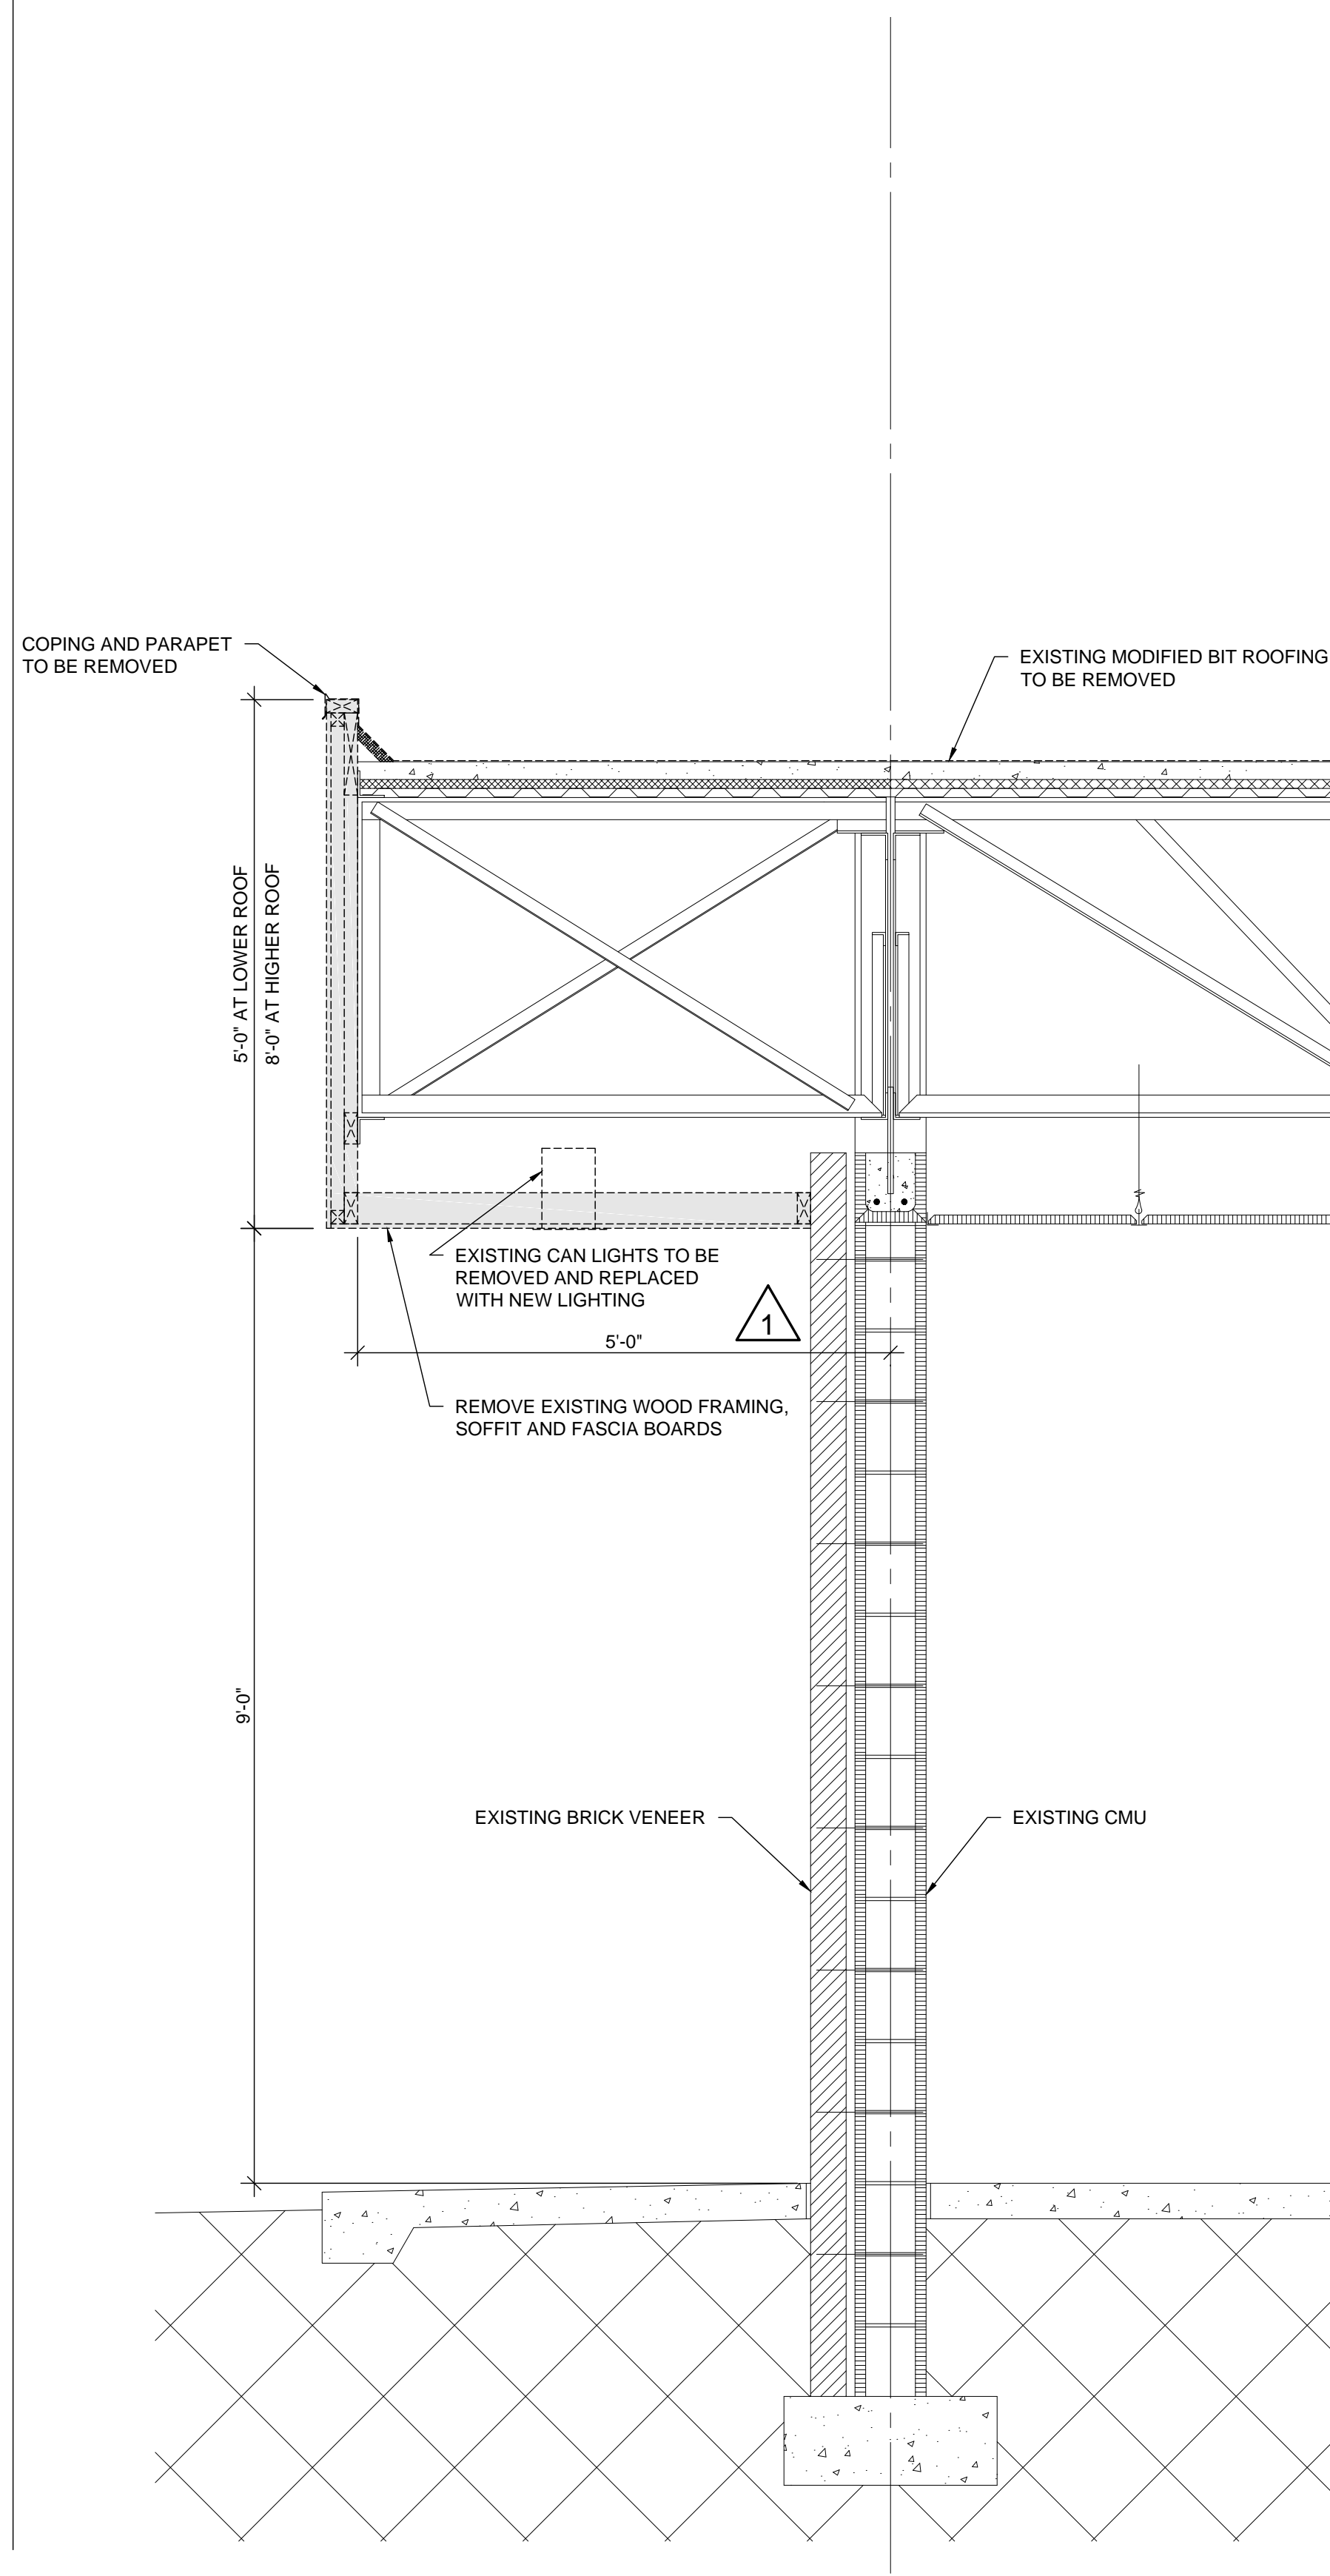 COPING AND PARAPET
TO BE REMOVED
EXISTING MODIFIED BIT ROOFING
TO BE REMOVED
5'-0" AT LOWER ROOF
8'-0" AT HIGHER ROOF
EXISTING CAN LIGHTS TO BE
REMOVED AND REPLACED
WITH NEW LIGHTING
1
5'-0"
REMOVE EXISTING WOOD FRAMING,
SOFFIT AND FASCIA BOARDS
9'-0"
EXISTING BRICK VENEER
EXISTING CMU